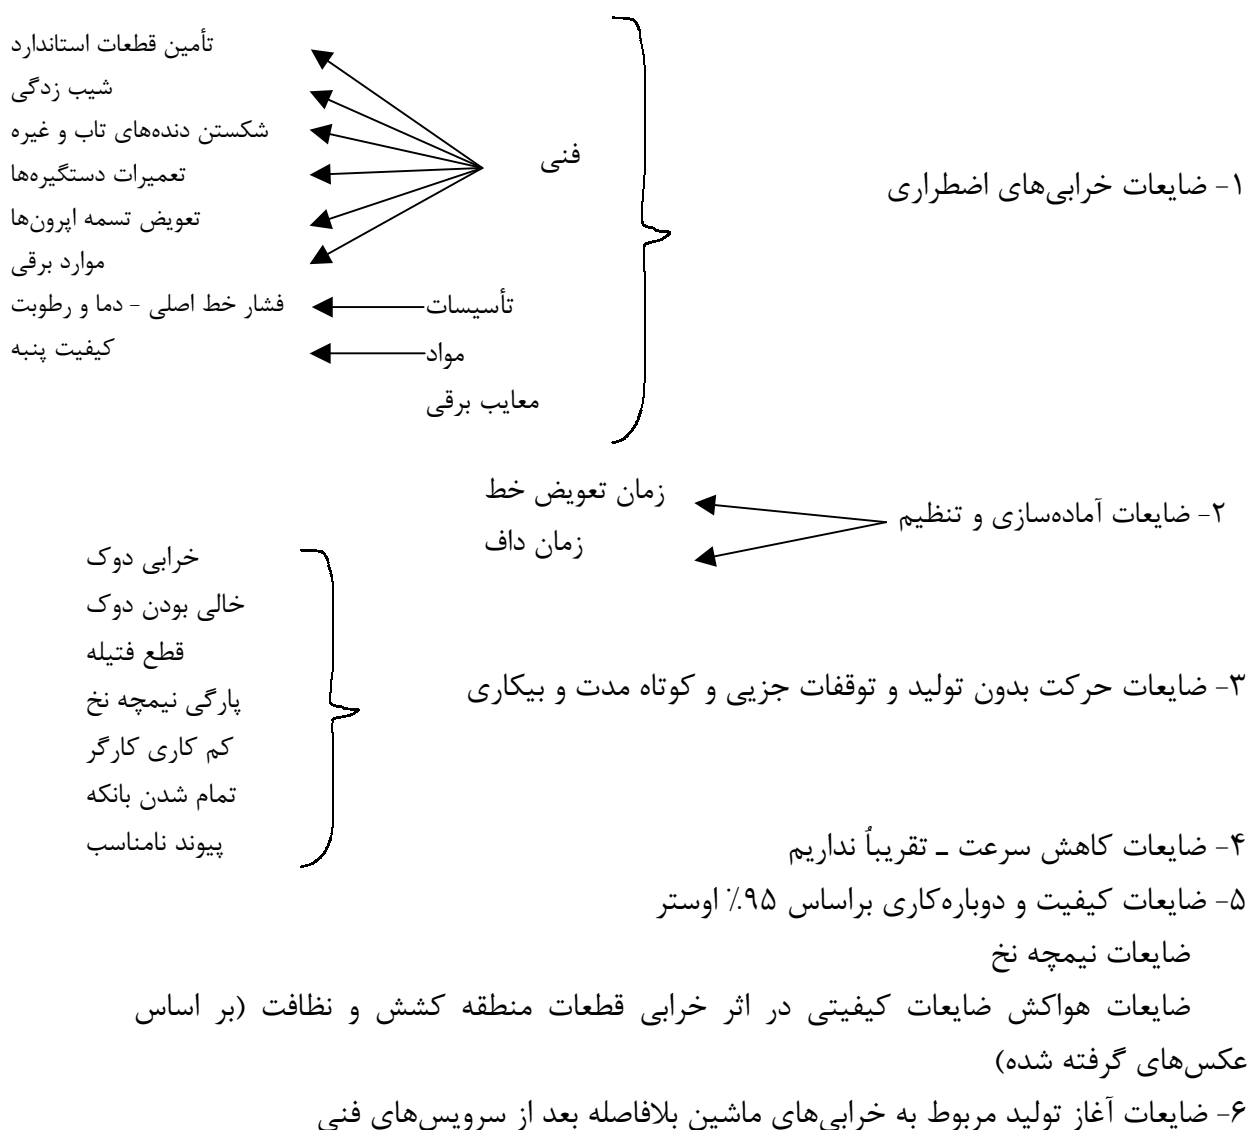 ۱- ضایعات خرابی‌های اضطراری
فنی
تأمین قطعات استاندارد
شیب زدگی
شکستن دنده‌های تاب و غیره
تعمیرات دستگیره‌ها
تعویض تسمه اپرون‌ها
موارد برقی
تأسیسات
فشار خط اصلی - دما و رطوبت
مواد
کیفیت پنبه
معایب برقی
۲- ضایعات آماده‌سازی و تنظیم
زمان تعویض خط
زمان داف
۳- ضایعات حرکت بدون تولید و توقفات جزیی و کوتاه مدت و بیکاری
خرابی دوک
خالی بودن دوک
قطع فتیله
پارگی نیمچه نخ
کم کاری کارگر
تمام شدن بانکه
پیوند نامناسب
۴- ضایعات کاهش سرعت ـ تقریباٌ نداریم
۵- ضایعات کیفیت و دوباره‌کاری براساس ۹۵٪ اوستر
ضایعات نیمچه نخ
ضایعات هواکش ضایعات کیفیتی در اثر خرابی قطعات منطقه کشش و نظافت (بر اساس
عکس‌های گرفته شده)
۶- ضایعات آغاز تولید مربوط به خرابی‌های ماشین بلافاصله بعد از سرویس‌های فنی